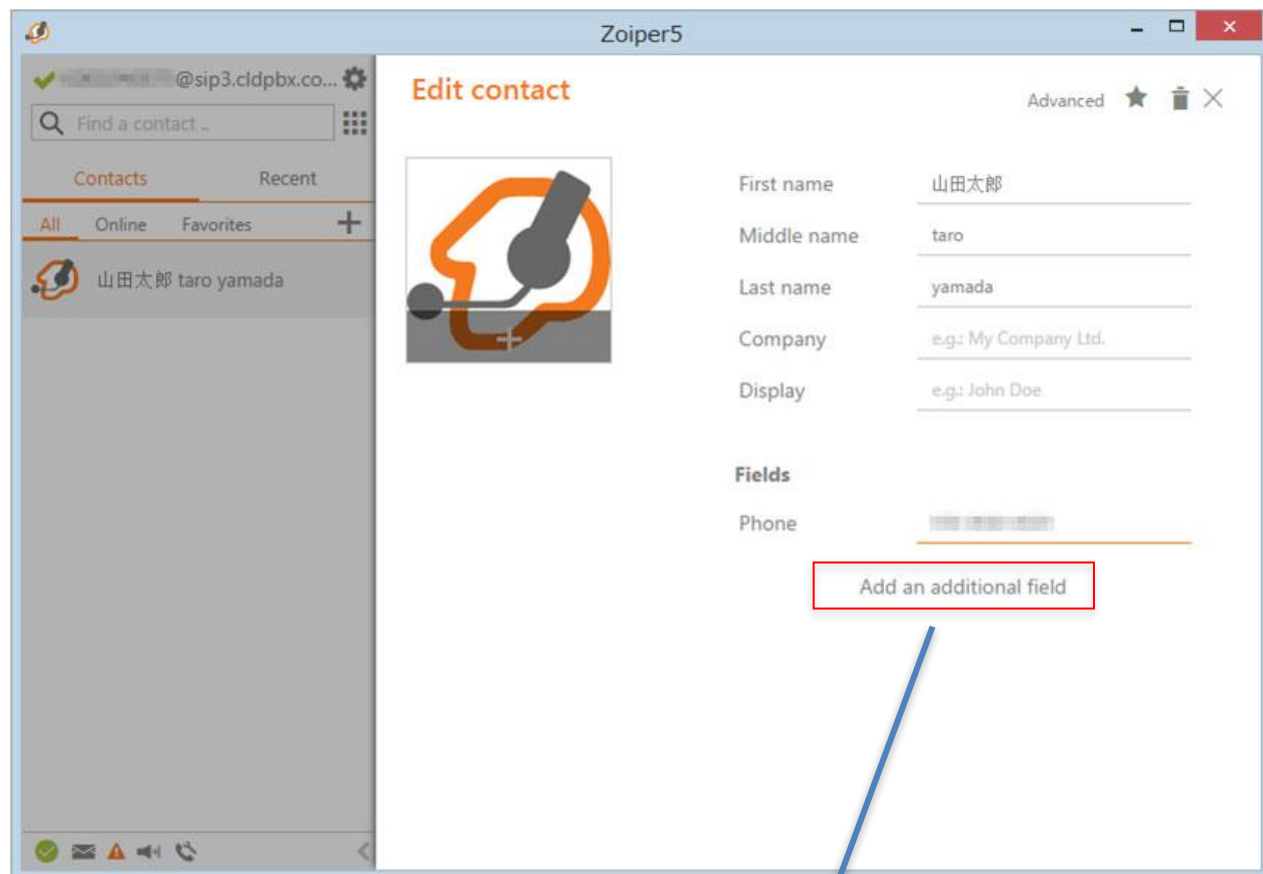 Zoiper5
@sip3.cldpbx.co...
Find a contact ..
Contacts Recent
All Online Favorites
山田太郎 taro yamada
Edit contact
Advanced
First name 山田太郎
Middle name taro
Last name yamada
Company e.g.: My Company Ltd.
Display e.g.: John Doe
Fields
Phone
Add an additional field